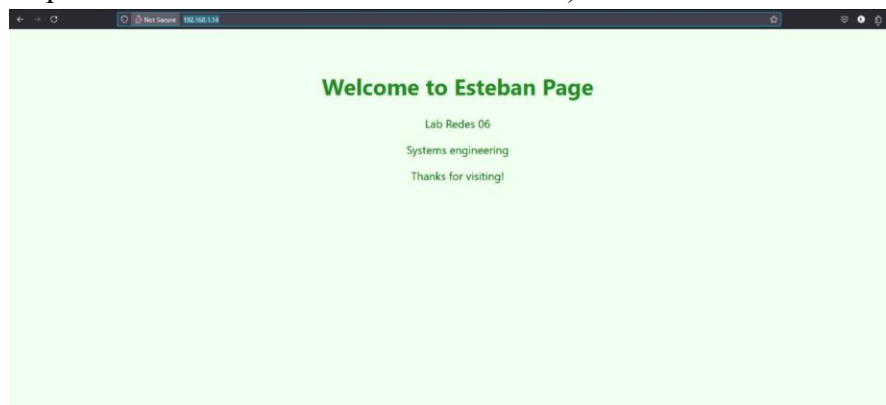 Not Secure 192.168.1.14
Welcome to Esteban Page
Lab Redes 06
Systems engineering
Thanks for visiting!